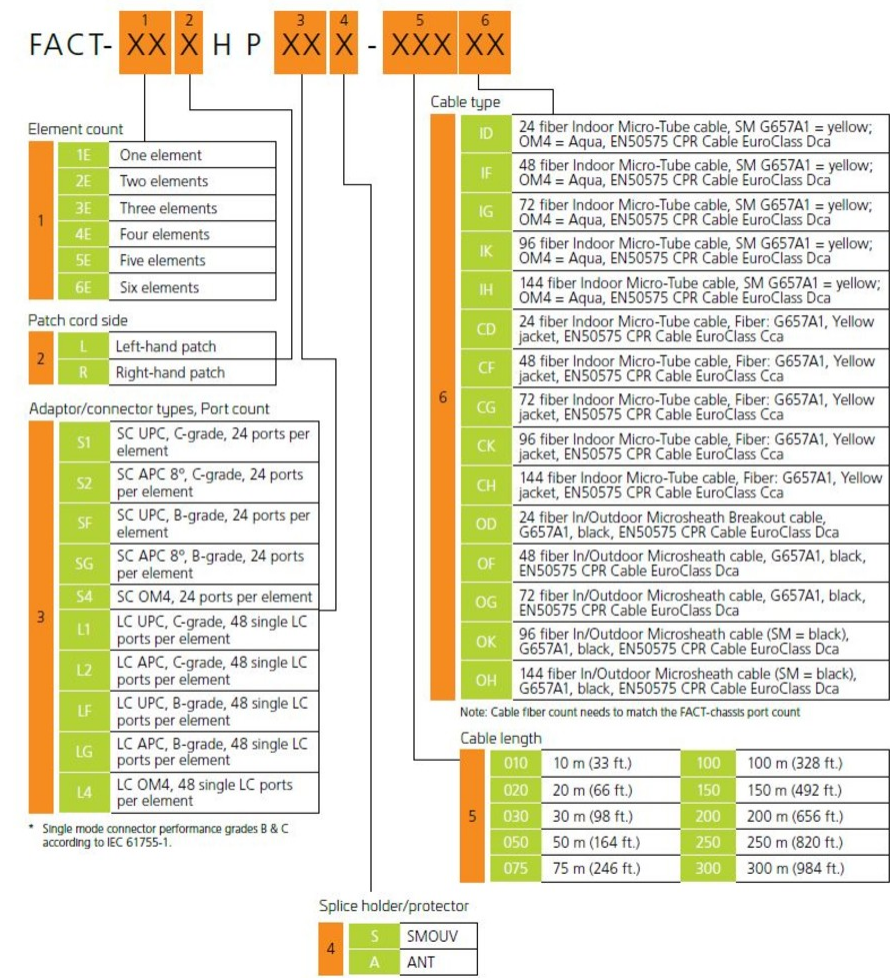 1 2 3 4 5 6
FACT- XX X H P XX X - XXX XX
Element count
1
1E One element
2E Two elements
3E Three elements
4E Four elements
5E Five elements
6E Six elements
Patch cord side
2
L Left-hand patch
R Right-hand patch
Adaptor/connector types, Port count
3
S1 SC UPC, C-grade, 24 ports per
element
S2 SC APC 8°, C-grade, 24 ports
per element
SF SC UPC, B-grade, 24 ports per
element
SG SC APC 8°, B-grade, 24 ports
per element
S4 SC OM4, 24 ports per element
L1 LC UPC, C-grade, 48 single LC
ports per element
L2 LC APC, C-grade, 48 single LC
ports per element
LF LC UPC, B-grade, 48 single LC
ports per element
LG LC APC, B-grade, 48 single LC
ports per element
L4 LC OM4, 48 single LC ports
per element
* Single mode connector performance grades B & C
according to IEC 61755-1.
Cable type
6
ID 24 fiber Indoor Micro-Tube cable, SM G657A1 = yellow;
OM4 = Aqua, EN50575 CPR Cable EuroClass Dca
IF 48 fiber Indoor Micro-Tube cable, SM G657A1 = yellow;
OM4 = Aqua, EN50575 CPR Cable EuroClass Dca
IG 72 fiber Indoor Micro-Tube cable, SM G657A1 = yellow;
OM4 = Aqua, EN50575 CPR Cable EuroClass Dca
IK 96 fiber Indoor Micro-Tube cable, SM G657A1 = yellow;
OM4 = Aqua, EN50575 CPR Cable EuroClass Dca
IH 144 fiber Indoor Micro-Tube cable, SM G657A1 = yellow;
OM4 = Aqua, EN50575 CPR Cable EuroClass Dca
CD 24 fiber Indoor Micro-Tube cable, Fiber: G657A1, Yellow
jacket, EN50575 CPR Cable EuroClass Cca
CF 48 fiber Indoor Micro-Tube cable, Fiber: G657A1, Yellow
jacket, EN50575 CPR Cable EuroClass Cca
CG 72 fiber Indoor Micro-Tube cable, Fiber: G657A1, Yellow
jacket, EN50575 CPR Cable EuroClass Cca
CK 96 fiber Indoor Micro-Tube cable, Fiber: G657A1, Yellow
jacket, EN50575 CPR Cable EuroClass Cca
CH 144 fiber Indoor Micro-Tube cable, Fiber: G657A1, Yellow
jacket, EN50575 CPR Cable EuroClass Cca
OD 24 fiber In/Outdoor Microsheath Breakout cable,
G657A1, black, EN50575 CPR Cable EuroClass Dca
OF 48 fiber In/Outdoor Microsheath cable, G657A1, black,
EN50575 CPR Cable EuroClass Dca
OG 72 fiber In/Outdoor Microsheath cable, G657A1, black,
EN50575 CPR Cable EuroClass Dca
OK 96 fiber In/Outdoor Microsheath cable (SM = black),
G657A1, black, EN50575 CPR Cable EuroClass Dca
OH 144 fiber In/Outdoor Microsheath cable (SM = black),
G657A1, black, EN50575 CPR Cable EuroClass Dca
Note: Cable fiber count needs to match the FACT-chassis port count
Cable length
5
010 10 m (33 ft.) 100 100 m (328 ft.)
020 20 m (66 ft.) 150 150 m (492 ft.)
030 30 m (98 ft.) 200 200 m (656 ft.)
050 50 m (164 ft.) 250 250 m (820 ft.)
075 75 m (246 ft.) 300 300 m (984 ft.)
Splice holder/protector
4
S SMOUV
A ANT